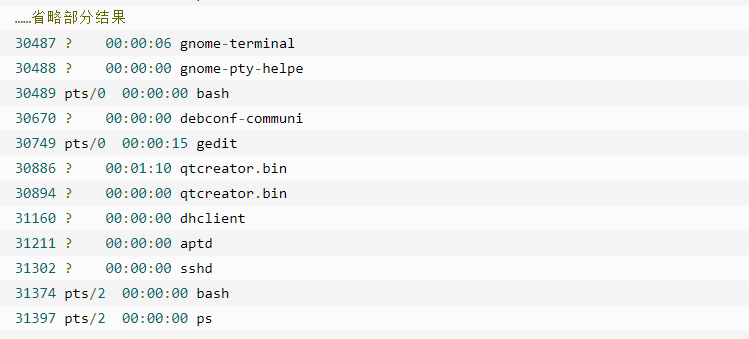 ……省略部分结果
30487 ?    00:00:06 gnome-terminal
30488 ?    00:00:00 gnome-pty-helpe
30489 pts/0  00:00:00 bash
30670 ?    00:00:00 debconf-communi
30749 pts/0  00:00:15 gedit
30886 ?    00:01:10 qtcreator.bin
30894 ?    00:00:00 qtcreator.bin
31160 ?    00:00:00 dhclient
31211 ?    00:00:00 aptd
31302 ?    00:00:00 sshd
31374 pts/2  00:00:00 bash
31397 pts/2  00:00:00 ps